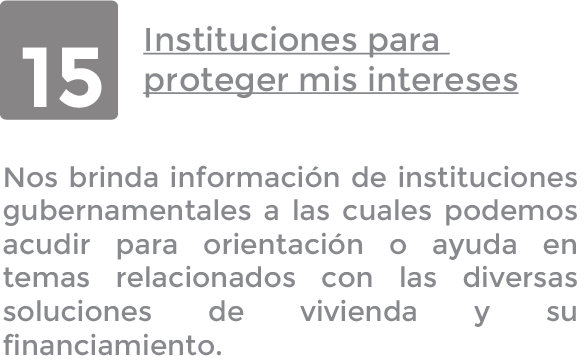 15
Instituciones para
proteger mis intereses
Nos brinda información de instituciones
gubernamentales a las cuales podemos
acudir para orientación o ayuda en
temas relacionados con las diversas
soluciones de vivienda y su
financiamiento.